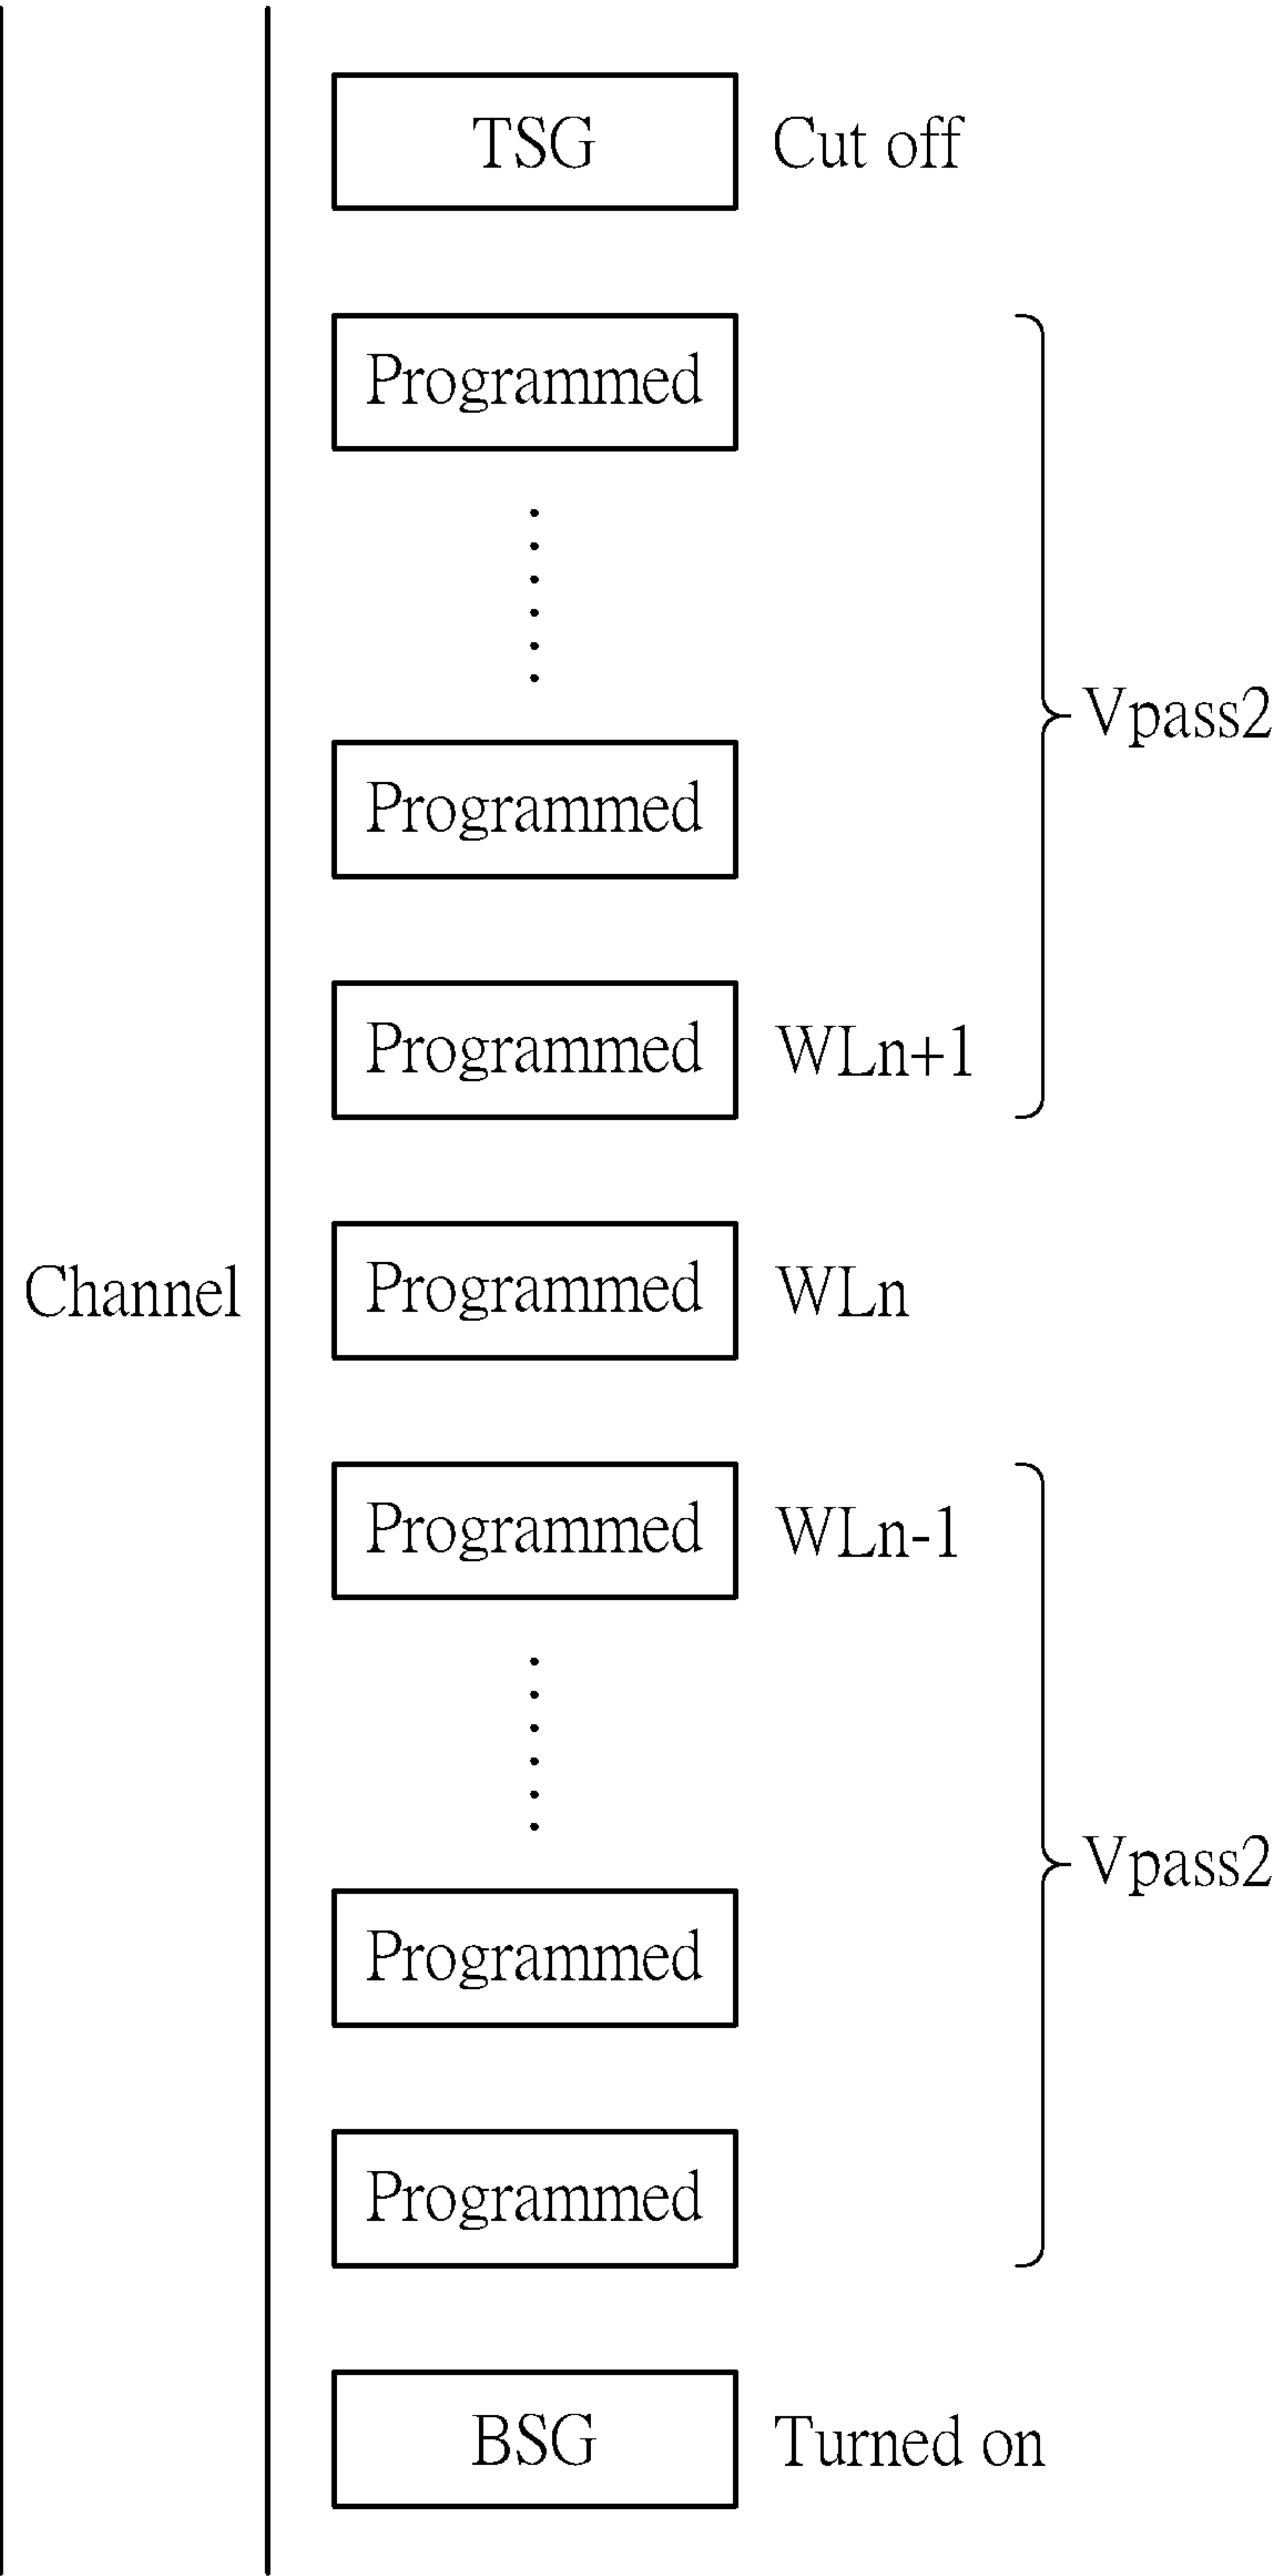 TSG Cut off
Programmed
Vpass2
Programmed
Programmed WLn+1
Channel Programmed WLn
Programmed WLn-1
Vpass2
Programmed
Programmed
BSG Turned on